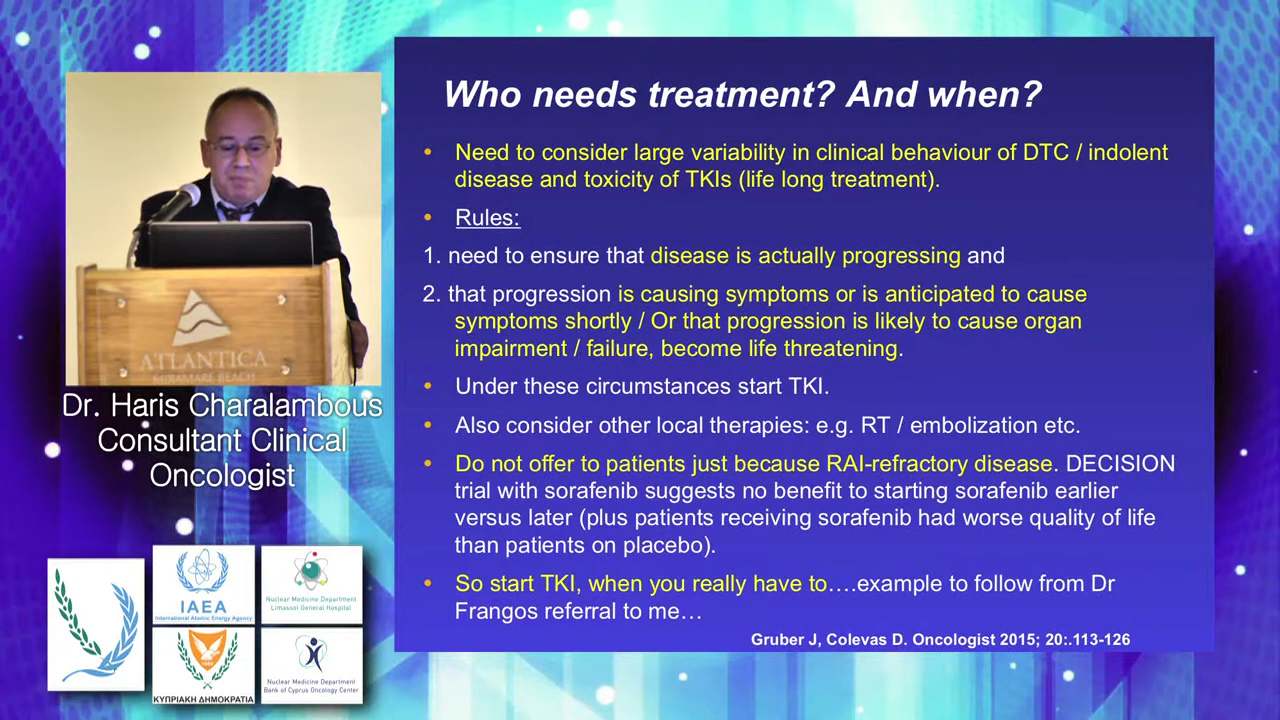 Who needs treatment? And when?
• Need to consider large variability in clinical behaviour of DTC / indolent
disease and toxicity of TKIs (life long treatment).
• Rules:
1. need to ensure that disease is actually progressing and
2. that progression is causing symptoms or is anticipated to cause
symptoms shortly / Or that progression is likely to cause organ
impairment / failure, become life threatening.
• Under these circumstances start TKI.
• Also consider other local therapies: e.g. RT / embolization etc.
• Do not offer to patients just because RAI-refractory disease. DECISION
trial with sorafenib suggests no benefit to starting sorafenib earlier
versus later (plus patients receiving sorafenib had worse quality of life
than patients on placebo).
• So start TKI, when you really have to….example to follow from Dr
Frangos referral to me…
Gruber J, Colevas D. Oncologist 2015; 20:.113-126
ATLANTICA
MIRAMARE BEACH
Dr. Haris Charalambous
Consultant Clinical
Oncologist
IAEA
International Atomic Energy Agency
Nuclear Medicine Department
Limassol General Hospital
1960
ΚΥΠΡΙΑΚΗ ΔΗΜΟΚΡΑΤΙΑ
Nuclear Medicine Department
Bank of Cyprus Oncology Center